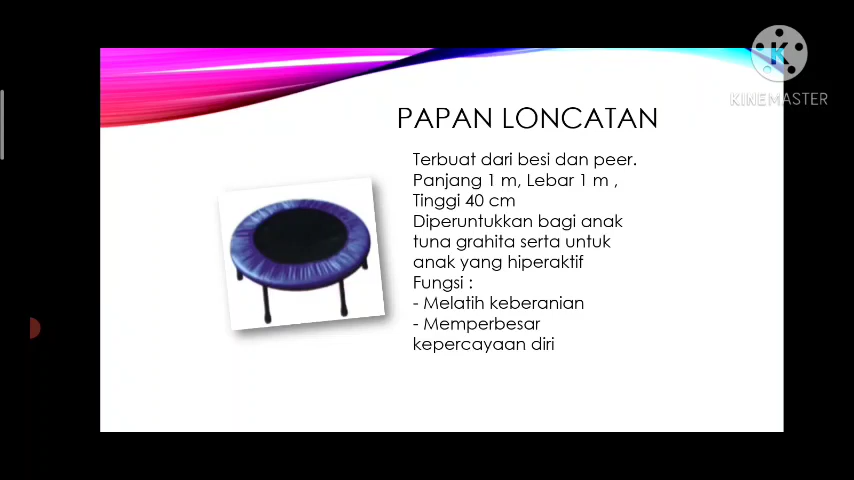 K
KINEMASTER
PAPAN LONCATAN
Terbuat dari besi dan peer.
Panjang 1 m, Lebar 1 m ,
Tinggi 40 cm
Diperuntukkan bagi anak
tuna grahita serta untuk
anak yang hiperaktif
Fungsi :
- Melatih keberanian
- Memperbesar
kepercayaan diri